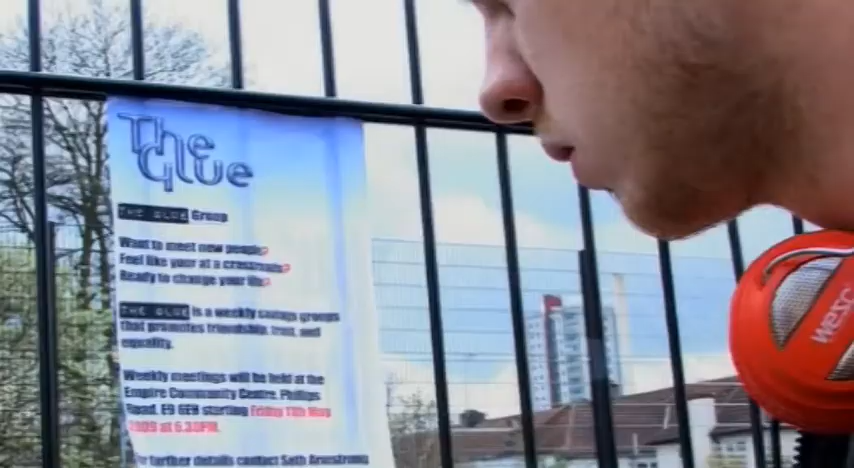 The
Glue
THE GLUE Group
Want to meet new people?
Feel like your at a crossroads?
Ready to change your life?
THE GLUE is a weekly savings groups
that promotes friendship, trust, and
equality.
Weekly meetings will be held at the
Empire Community Centre, Philips
Road, E9 6EH starting Friday 11th May
2009 at 6.30PM.
For further details contact Seth Armstrong
wesc